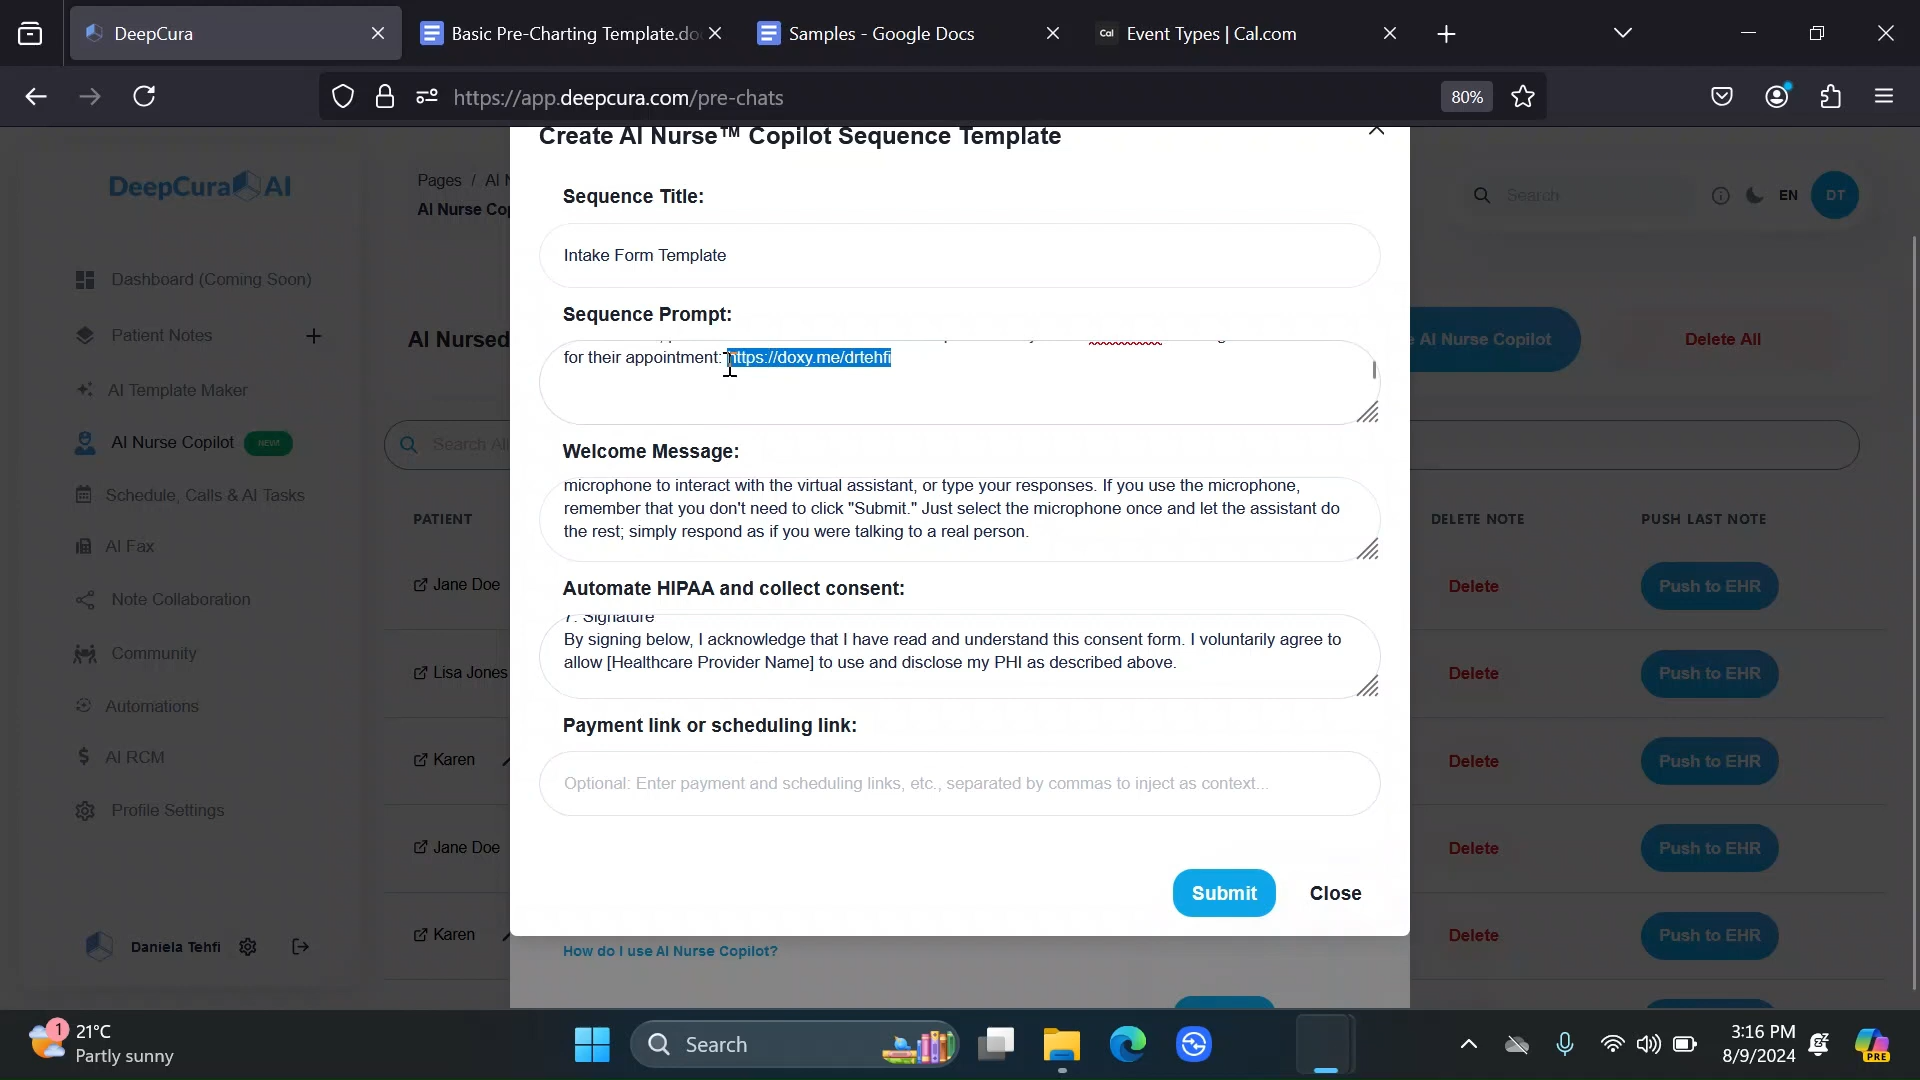 DeepCura
Basic Pre-Charting Template.do
Samples - Google Docs
Cal
Event Types | Cal.com
https://app.deepcura.com/pre-chats
80%
Create AI Nurse™ Copilot Sequence Template
DeepCura AI
Pages / AI N
AI Nurse Cop
Search
EN
DT
Sequence Title:
Intake Form Template
Dashboard (Coming Soon)
Patient Notes
AI Nursed
Sequence Prompt:
for their appointment: https://doxy.me/drtehfi
AI Nurse Copilot
Delete All
AI Template Maker
AI Nurse Copilot
NEW!
Search All
Welcome Message:
microphone to interact with the virtual assistant, or type your responses. If you use the microphone,
remember that you don't need to click "Submit." Just select the microphone once and let the assistant do
the rest; simply respond as if you were talking to a real person.
Schedule, Calls & AI Tasks
PATIENT
DELETE NOTE
PUSH LAST NOTE
AI Fax
Jane Doe
Automate HIPAA and collect consent:
Delete
Push to EHR
Note Collaboration
7. Signature
By signing below, I acknowledge that I have read and understand this consent form. I voluntarily agree to
allow [Healthcare Provider Name] to use and disclose my PHI as described above.
Community
Lisa Jones
Delete
Push to EHR
Automations
Payment link or scheduling link:
AI RCM
Karen
Optional: Enter payment and scheduling links, etc., separated by commas to inject as context...
Delete
Push to EHR
Profile Settings
Jane Doe
Delete
Push to EHR
Submit
Close
Karen
Delete
Push to EHR
Daniela Tehfi
How do I use AI Nurse Copilot?
1
21°C
Partly sunny
Search
3:16 PM
8/9/2024
PRE